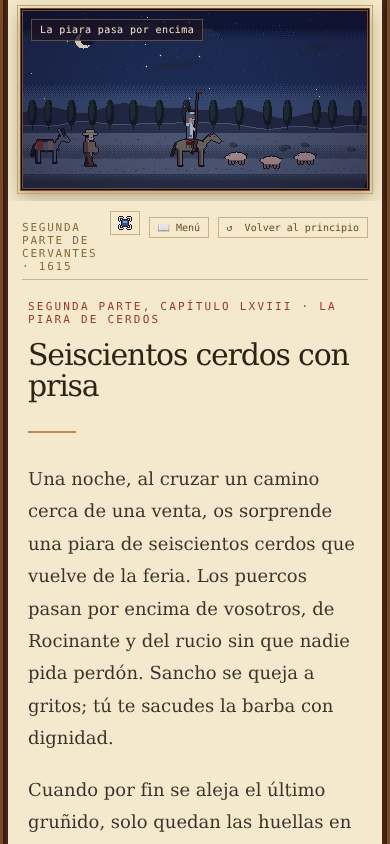 La piara pasa por encima
SEGUNDA
PARTE DE
CERVANTES
· 1615
📖 Menú
↺ Volver al principio
SEGUNDA PARTE, CAPÍTULO LXVIII · LA
PIARA DE CERDOS
Seiscientos cerdos con
prisa
Una noche, al cruzar un camino
cerca de una venta, os sorprende
una piara de seiscientos cerdos que
vuelve de la feria. Los puercos
pasan por encima de vosotros, de
Rocinante y del rucio sin que nadie
pida perdón. Sancho se queja a
gritos; tú te sacudes la barba con
dignidad.
Cuando por fin se aleja el último
gruñido, solo quedan las huellas en